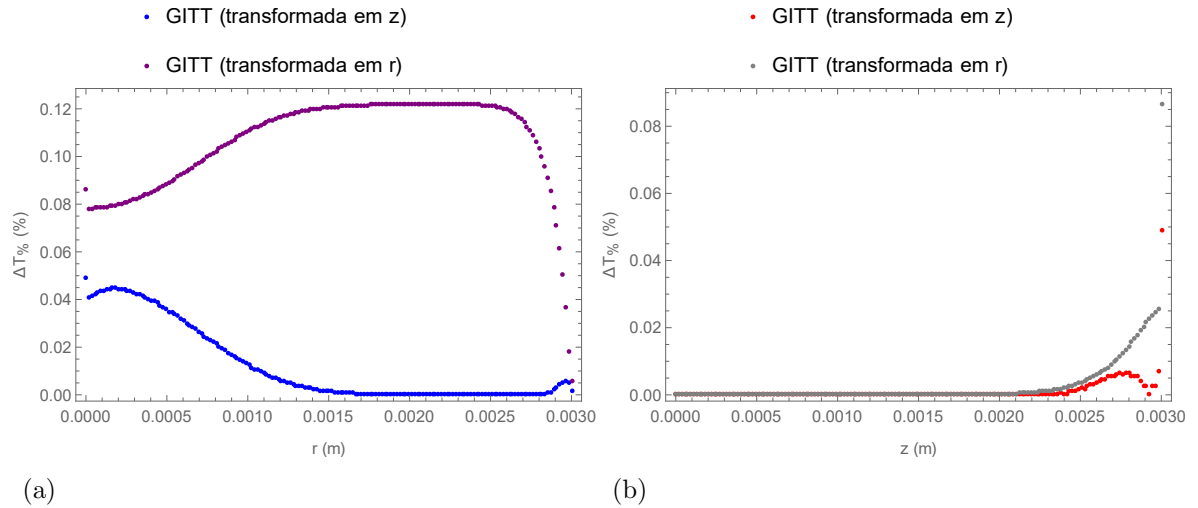 GITT (transformada em z)
GITT (transformada em r)
0.12
0.10
0.08
0.06
0.04
0.02
0.00
ΔT% (%)
0.0000 0.0005 0.0010 0.0015 0.0020 0.0025 0.0030
r (m)
(a)
GITT (transformada em z)
GITT (transformada em r)
0.08
0.06
0.04
0.02
0.00
ΔT% (%)
0.0000 0.0005 0.0010 0.0015 0.0020 0.0025 0.0030
z (m)
(b)